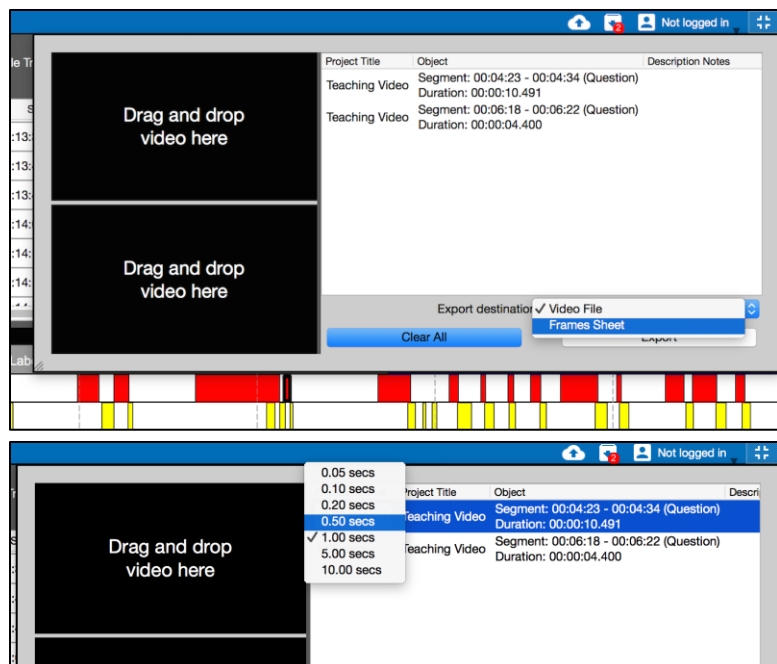 2 Not logged in
le Tr
Project Title Object Description Notes
Drag and drop
video here
Teaching Video Segment: 00:04:23 - 00:04:34 (Question)
Duration: 00:00:10.491
Teaching Video Segment: 00:06:18 - 00:06:22 (Question)
Duration: 00:00:04.400
S
:13:
:13:
:13:
:14:
:14:
:14:
Drag and drop
video here
Export destination ✓ Video File
Frames Sheet
Clear All Export
Lab
2 Not logged in
0.05 secs
0.10 secs
0.20 secs
0.50 secs
✓ 1.00 secs
5.00 secs
10.00 secs
Project Title Object Descri
Teaching Video Segment: 00:04:23 - 00:04:34 (Question)
Duration: 00:00:10.491
Teaching Video Segment: 00:06:18 - 00:06:22 (Question)
Duration: 00:00:04.400
Drag and drop
video here